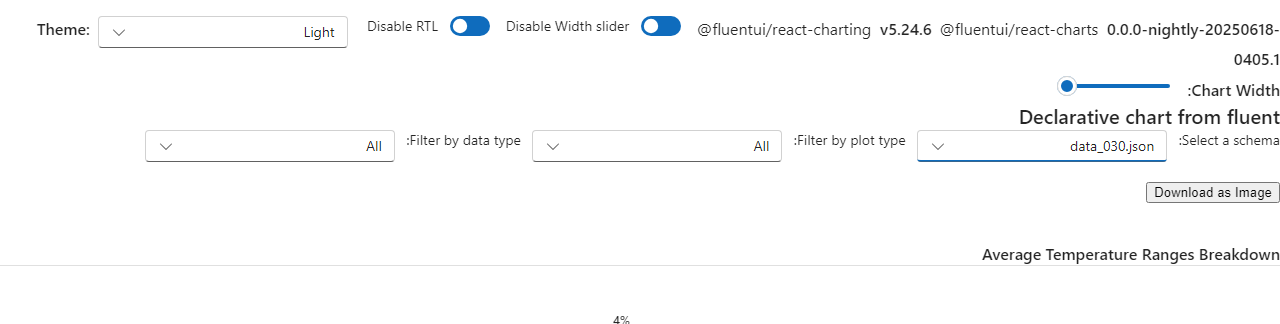 Theme: Light Disable RTL Disable Width slider @fluentui/react-charting v5.24.6 @fluentui/react-charts 0.0.0-nightly-20250618-
0405.1
:Chart Width
Declarative chart from fluent
:Select a schema data_030.json :Filter by plot type All :Filter by data type All
Download as Image
Average Temperature Ranges Breakdown
4%